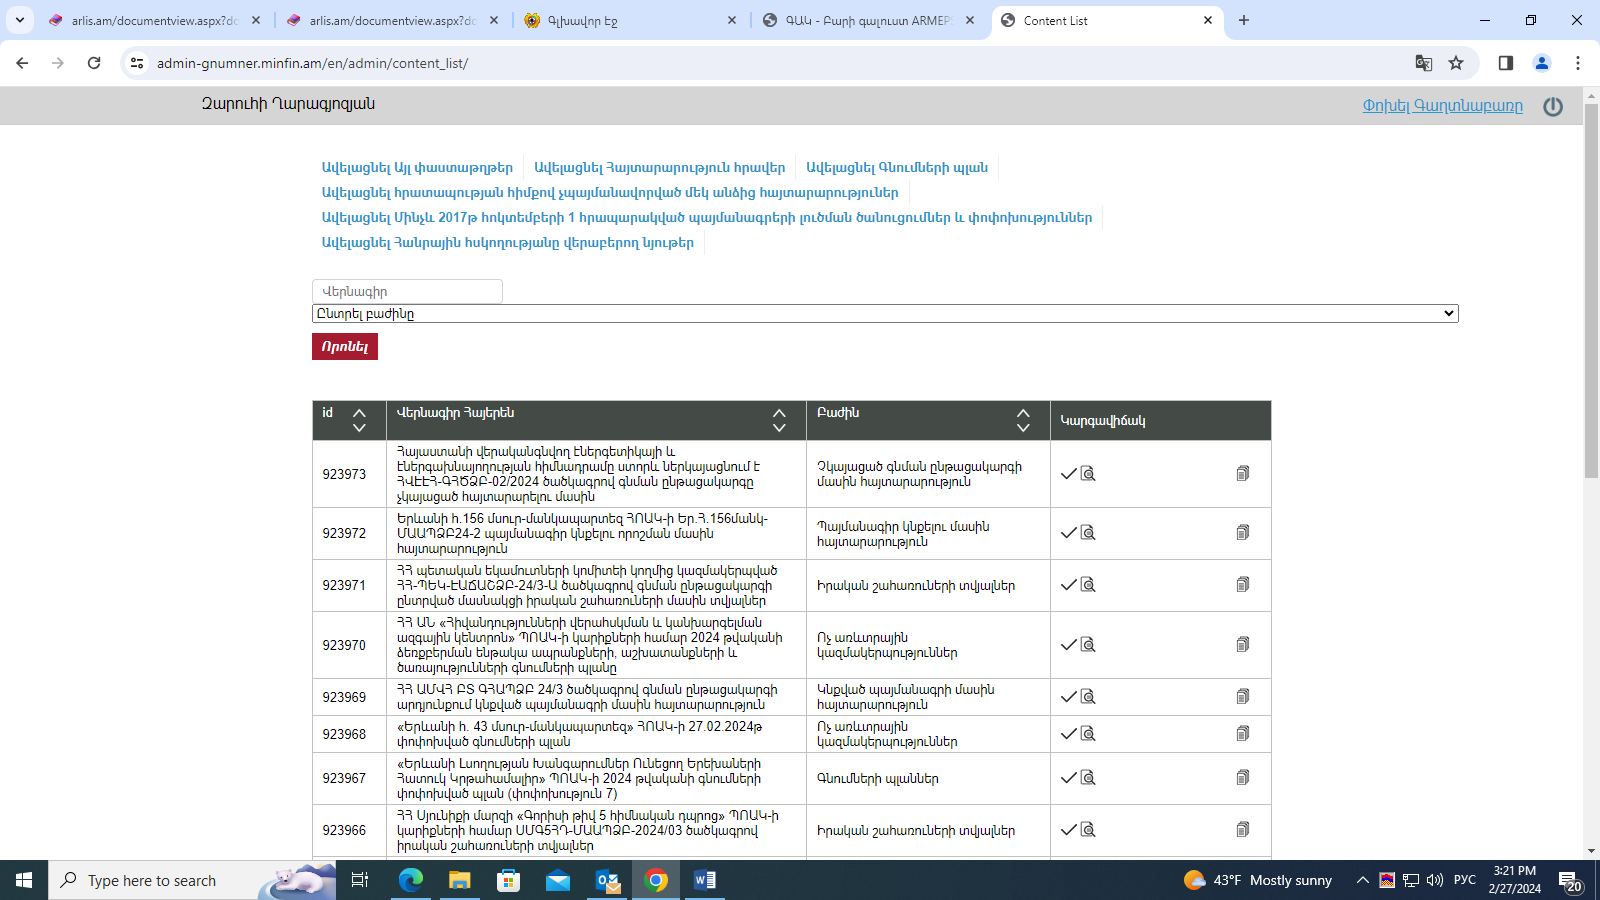 arlis.am/documentview.aspx?do
arlis.am/documentview.aspx?do
Գլխավոր Էջ
ԳԱԿ - Բարի գալուստ ARMEPS
Content List
admin-gnumner.minfin.am/en/admin/content_list/
Զարուհի Ղարագյոզյան
Փոխել Գաղտնաբառը
Ավելացնել Այլ փաստաթղթեր
Ավելացնել Հայտարարություն հրավեր
Ավելացնել Գնումների պլան
Ավելացնել հրատապության հիմքով չպայմանավորված մեկ անձից հայտարարություներ
Ավելացնել Մինչև 2017թ հոկտեմբերի 1 հրապարակված պայմանագրերի լուծման ծանուցումներ և փոփոխություններ
Ավելացնել Հանրային հսկողությանը վերաբերող նյութեր
Վերնագիր
Ընտրել բաժինը
Որոնել
id
Վերնագիր Հայերեն
Բաժին
Կարգավիճակ
923973
Հայաստանի վերականգնվող էներգետիկայի և
էներգախնայողության հիմնադրամը ստորև ներկայացնում է
ՀՎԷԷՀ-ԳՀԾՁԲ-02/2024 ծածկագրով գնման ընթացակարգը
չկայացած հայտարարելու մասին
Չկայացած գնման ընթացակարգի
մասին հայտարարություն
923972
Երևանի հ.156 մսուր-մանկապարտեզ ՀՈԱԿ-ի Եր.Հ.156մանկ-
ՄԱԱՊՁԲ24-2 պայմանագիր կնքելու որոշման մասին
հայտարարություն
Պայմանագիր կնքելու մասին
հայտարարություն
923971
ՀՀ պետական եկամուտների կոմիտեի կողմից կազմակերպված
ՀՀ-ՊԵԿ-ԷԱՃԱՇՁԲ-24/3-Ա ծածկագրով գնման ընթացակարգի
ընտրված մասնակցի իրական շահառուների մասին տվյալներ
Իրական շահառուների տվյալներ
923970
ՀՀ ԱՆ «Հիվանդությունների վերահսկման և կանխարգելման
ազգային կենտրոն» ՊՈԱԿ-ի կարիքների համար 2024 թվականի
ձեռքբերման ենթակա ապրանքների, աշխատանքների և
ծառայությունների գնումների պլանը
Ոչ առևտրային
կազմակերպություններ
923969
ՀՀ ԱՄՎՀ ԲՏ ԳՀԱՊՁԲ 24/3 ծածկագրով գնման ընթացակարգի
արդյունքում կնքված պայմանագրի մասին հայտարարություն
Կնքված պայմանագրի մասին
հայտարարություն
923968
«Երևանի հ. 43 մսուր-մանկապարտեզ» ՀՈԱԿ-ի 27.02.2024թ
փոփոխված գնումների պլան
Ոչ առևտրային
կազմակերպություններ
923967
«Երևանի Լսողության Խանգարումներ Ունեցող Երեխաների
Հատուկ Կրթահամալիր» ՊՈԱԿ-ի 2024 թվականի գնումների
փոփոխված պլան (փոփոխություն 7)
Գնումների պլաններ
923966
ՀՀ Սյունիքի մարզի «Գորիսի թիվ 5 հիմնական դպրոց» ՊՈԱԿ-ի
կարիքների համար ՍՄԳ5ՀԴ-ՄԱԱՊՁԲ-2024/03 ծածկագրով
իրական շահառուների տվյալներ
Իրական շահառուների տվյալներ
Type here to search
43°F Mostly sunny
РУС
3:21 PM
2/27/2024
20